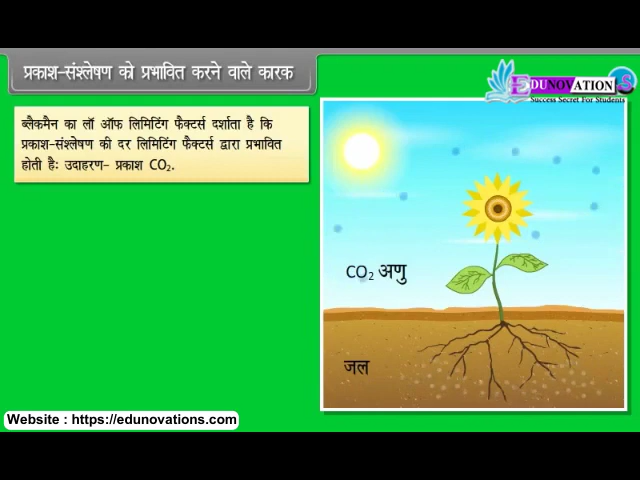 प्रकाश-संश्लेषण को प्रभावित करने वाले कारक
EDUNOVATIONS
Success Secret For Students
ब्लैकमैन का लॉ ऑफ लिमिटिंग फैक्टर्स दर्शाता है कि
प्रकाश-संश्लेषण की दर लिमिटिंग फैक्टर्स द्वारा प्रभावित
होती है: उदाहरण- प्रकाश CO₂.
CO₂ अणु
जल
Website : https://edunovations.com